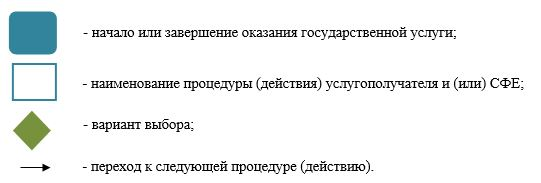 - начало или завершение оказания государственной услуги;
- наименование процедуры (действия) услугополучателя и (или) СФЕ;
- вариант выбора;
- переход к следующей процедуре (действию).